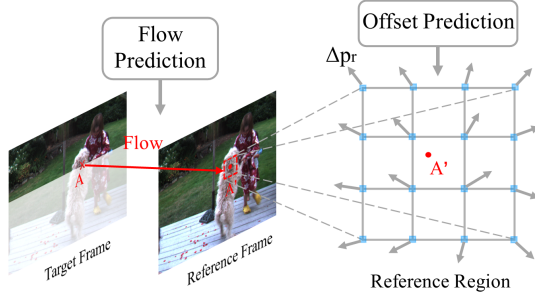 Flow
Prediction
Offset Prediction
Δpr
Flow
A
A
A'
Target Frame
Reference Frame
Reference Region